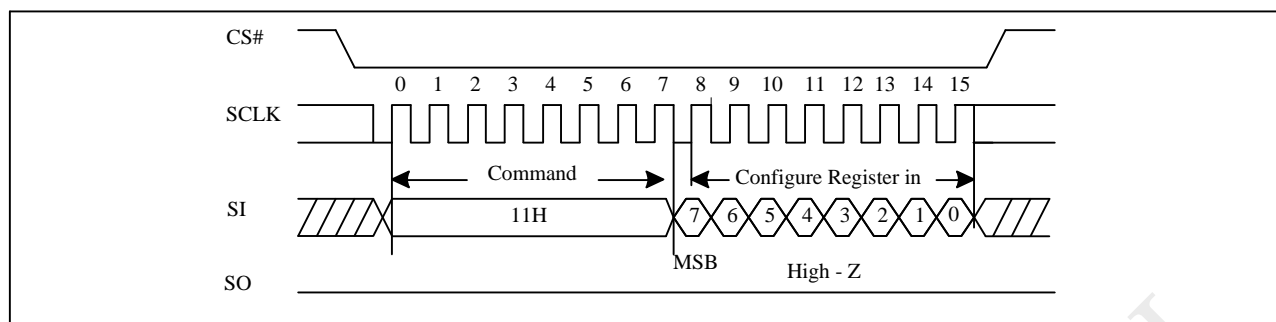 CS#
0 1 2 3 4 5 6 7 8 9 10 11 12 13 14 15
SCLK
Command Configure Register in
SI 11H 7 6 5 4 3 2 1 0
MSB High - Z
SO